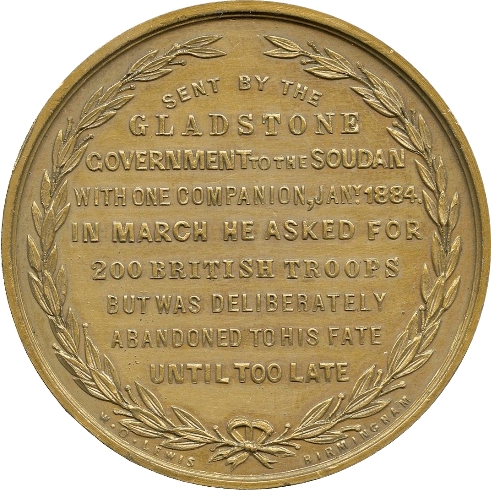 SENT BY THE
GLADSTONE
GOVERNMENT TO THE SOUDAN
WITH ONE COMPANION, JANY. 1884.
IN MARCH HE ASKED FOR
200 BRITISH TROOPS
BUT WAS DELIBERATELY
ABANDONED TO HIS FATE
UNTIL TOO LATE
W.O. LEWIS BIRMINGHAM